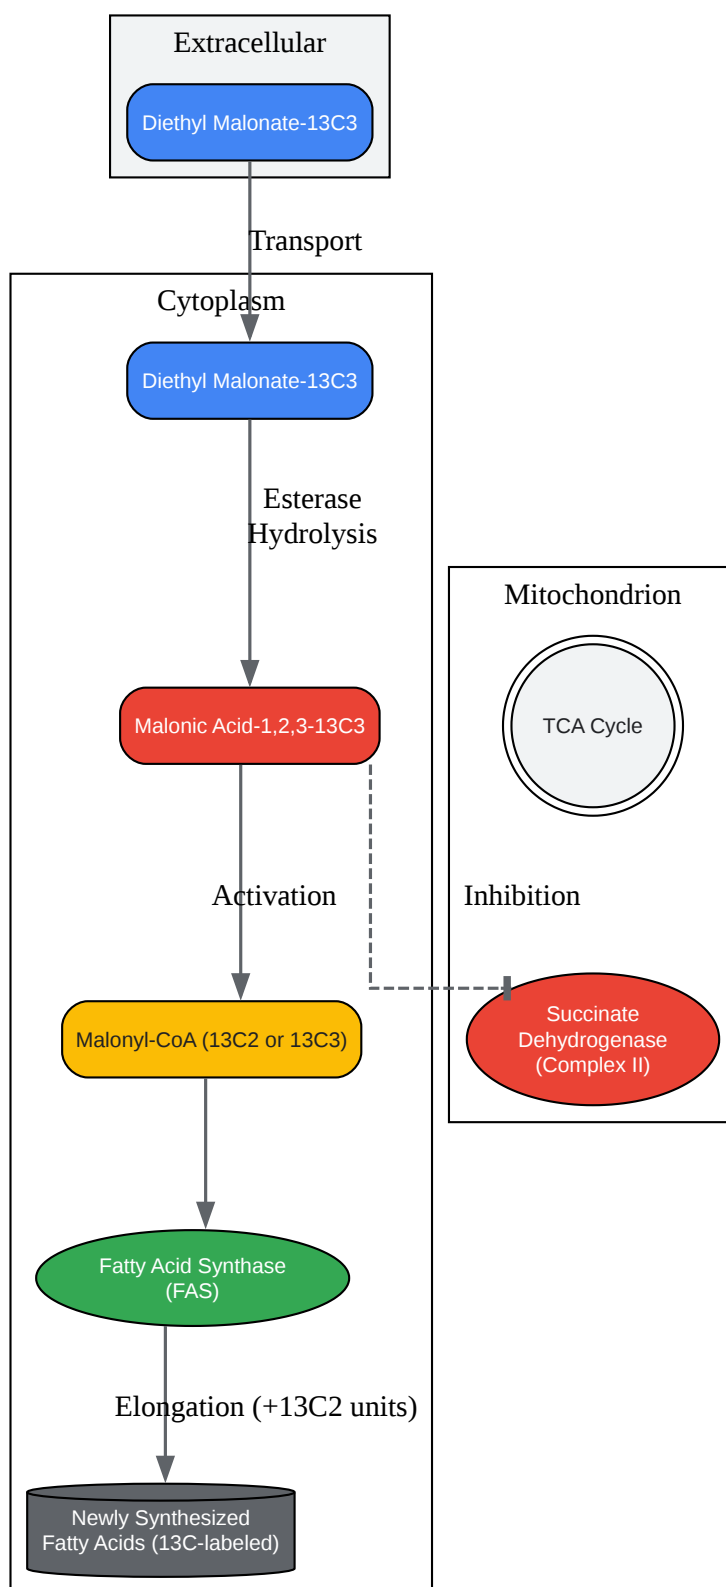 Extracellular
Diethyl Malonate-13C3
Transport
Cytoplasm
Diethyl Malonate-13C3
Esterase
Hydrolysis
Mitochondrion
Malonic Acid-1,2,3-13C3
TCA Cycle
Activation
Inhibition
Malonyl-CoA (13C2 or 13C3)
Succinate
Dehydrogenase
(Complex II)
Fatty Acid Synthase
(FAS)
Elongation (+13C2 units)
Newly Synthesized
Fatty Acids (13C-labeled)